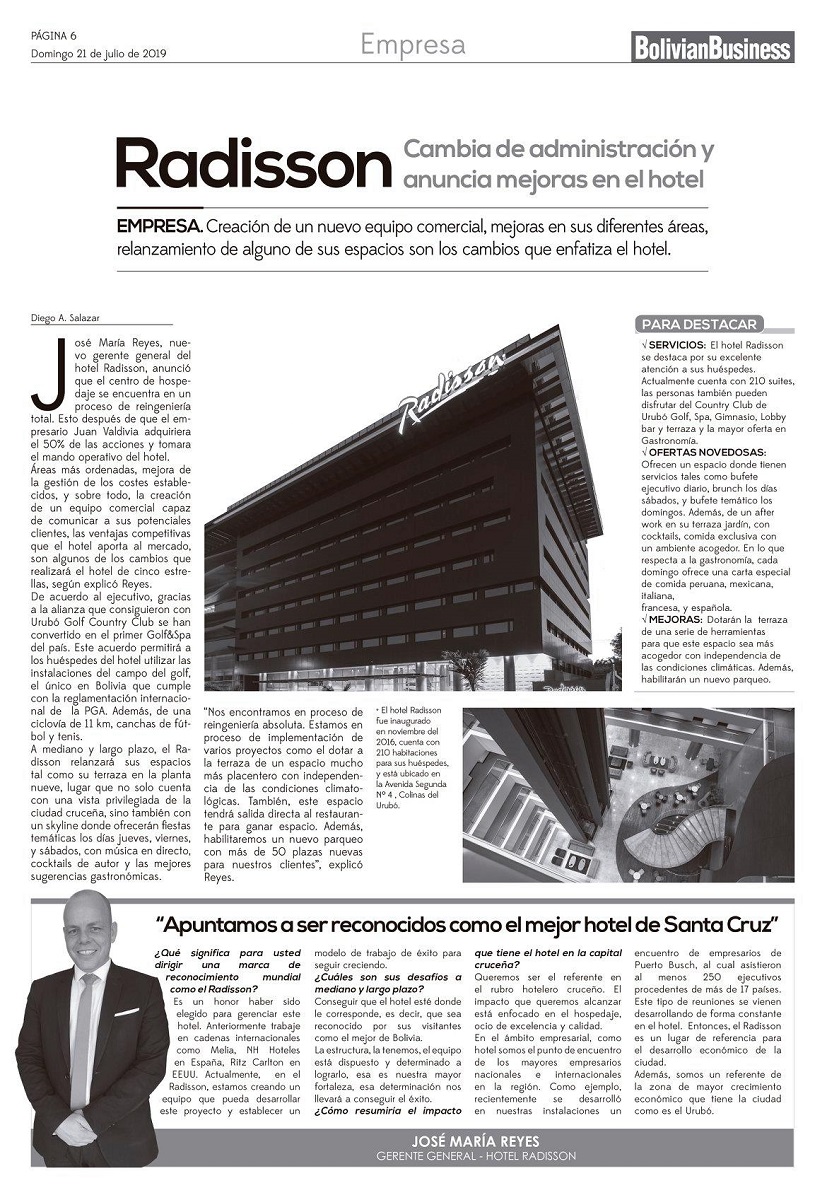 PÁGINA 6
Domingo 21 de julio de 2019
Empresa
BolivianBusiness
Radisson
Cambia de administración y
anuncia mejoras en el hotel
EMPRESA. Creación de un nuevo equipo comercial, mejoras en sus diferentes áreas,
relanzamiento de alguno de sus espacios son los cambios que enfatiza el hotel.
Diego A. Salazar
José María Reyes, nue-
vo gerente general del
hotel Radisson, anunció
que el centro de hospe-
daje se encuentra en un
proceso de reingeniería
total. Esto después de que el em-
presario Juan Valdivia adquiriera
el 50% de las acciones y tomara
el mando operativo del hotel.
Áreas más ordenadas, mejora de
la gestión de los costes estable-
cidos, y sobre todo, la creación
de un equipo comercial capaz
de comunicar a sus potenciales
clientes, las ventajas competitivas
que el hotel aporta al mercado,
son algunos de los cambios que
realizará el hotel de cinco estre-
llas, según explicó Reyes.
De acuerdo al ejecutivo, gracias
a la alianza que consiguieron con
Urubó Golf Country Club se han
convertido en el primer Golf&Spa
del país. Este acuerdo permitirá a
los huéspedes del hotel utilizar las
instalaciones del campo del golf,
el único en Bolivia que cumple
con la reglamentación internacio-
nal de la PGA. Además, de una
ciclovía de 11 km, canchas de fút-
bol y tenis.
A mediano y largo plazo, el Ra-
disson relanzará sus espacios
tal como su terraza en la planta
nueve, lugar que no solo cuenta
con una vista privilegiada de la
ciudad cruceña, sino también con
un skyline donde ofrecerán fiestas
temáticas los días jueves, viernes,
y sábados, con música en directo,
cocktails de autor y las mejores
sugerencias gastronómicas.
Radisson
Radisson
"Nos encontramos en proceso de
reingeniería absoluta. Estamos en
proceso de implementación de
varios proyectos como el dotar a
la terraza de un espacio mucho
más placentero con independen-
cia de las condiciones climato-
lógicas. También, este espacio
tendrá salida directa al restauran-
te para ganar espacio. Además,
habilitaremos un nuevo parqueo
con más de 50 plazas nuevas
para nuestros clientes", explicó
Reyes.
• El hotel Radisson
fue inaugurado
en noviembre del
2016, cuenta con
210 habitaciones
para sus huéspedes,
y está ubicado en
la Avenida Segunda
Nº 4 , Colinas del
Urubó.
PARA DESTACAR
√ SERVICIOS: El hotel Radisson
se destaca por su excelente
atención a sus huéspedes.
Actualmente cuenta con 210 suites,
las personas también pueden
disfrutar del Country Club de
Urubó Golf, Spa, Gimnasio, Lobby
bar y terraza y la mayor oferta en
Gastronomía.
√ OFERTAS NOVEDOSAS:
Ofrecen un espacio donde tienen
servicios tales como bufete
ejecutivo diario, brunch los días
sábados, y bufete temático los
domingos. Además, de un after
work en su terraza jardín, con
cocktails, comida exclusiva con
un ambiente acogedor. En lo que
respecta a la gastronomía, cada
domingo ofrece una carta especial
de comida peruana, mexicana,
italiana,
francesa, y española.
√ MEJORAS: Dotarán la terraza
de una serie de herramientas
para que este espacio sea más
acogedor con independencia de
las condiciones climáticas. Además,
habilitarán un nuevo parqueo.
"Apuntamos a ser reconocidos como el mejor hotel de Santa Cruz"
¿Qué significa para usted
dirigir una marca de
reconocimiento mundial
como el Radisson?
Es un honor haber sido
elegido para gerenciar este
hotel. Anteriormente trabaje
en cadenas internacionales
como Melia, NH Hoteles
en España, Ritz Carlton en
EEUU. Actualmente, en el
Radisson, estamos creando un
equipo que pueda desarrollar
este proyecto y establecer un
modelo de trabajo de éxito para
seguir creciendo.
¿Cuáles son sus desafíos a
mediano y largo plazo?
Conseguir que el hotel esté donde
le corresponde, es decir, que sea
reconocido por sus visitantes
como el mejor de Bolivia.
La estructura, la tenemos, el equipo
está dispuesto y determinado a
lograrlo, esa es nuestra mayor
fortaleza, esa determinación nos
llevará a conseguir el éxito.
¿Cómo resumiría el impacto
que tiene el hotel en la capital
cruceña?
Queremos ser el referente en
el rubro hotelero cruceño. El
impacto que queremos alcanzar
está enfocado en el hospedaje,
ocio de excelencia y calidad.
En el ámbito empresarial, como
hotel somos el punto de encuentro
de los mayores empresarios
nacionales e internacionales
en la región. Como ejemplo,
recientemente se desarrolló
en nuestras instalaciones un
encuentro de empresarios de
Puerto Busch, al cual asistieron
al menos 250 ejecutivos
procedentes de más de 17 países.
Este tipo de reuniones se vienen
desarrollando de forma constante
en el hotel. Entonces, el Radisson
es un lugar de referencia para
el desarrollo económico de la
ciudad.
Además, somos un referente de
la zona de mayor crecimiento
económico que tiene la ciudad
como es el Urubó.
JOSÉ MARÍA REYES
GERENTE GENERAL - HOTEL RADISSON